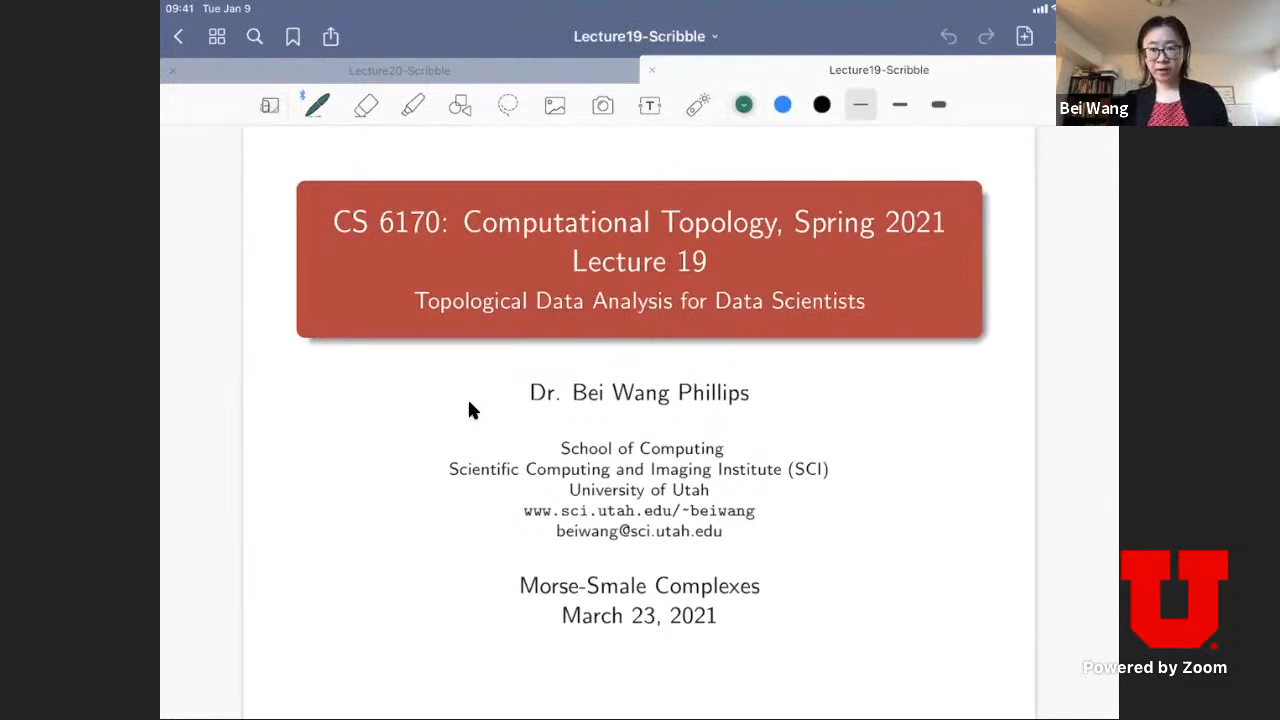 09:41 Tue Jan 9
Lecture19-Scribble
Lecture20-Scribble
Lecture19-Scribble
T
Bei Wang
CS 6170: Computational Topology, Spring 2021
Lecture 19
Topological Data Analysis for Data Scientists
Dr. Bei Wang Phillips
School of Computing
Scientific Computing and Imaging Institute (SCI)
University of Utah
www.sci.utah.edu/~beiwang
beiwang@sci.utah.edu
Morse-Smale Complexes
March 23, 2021
U
Powered by Zoom